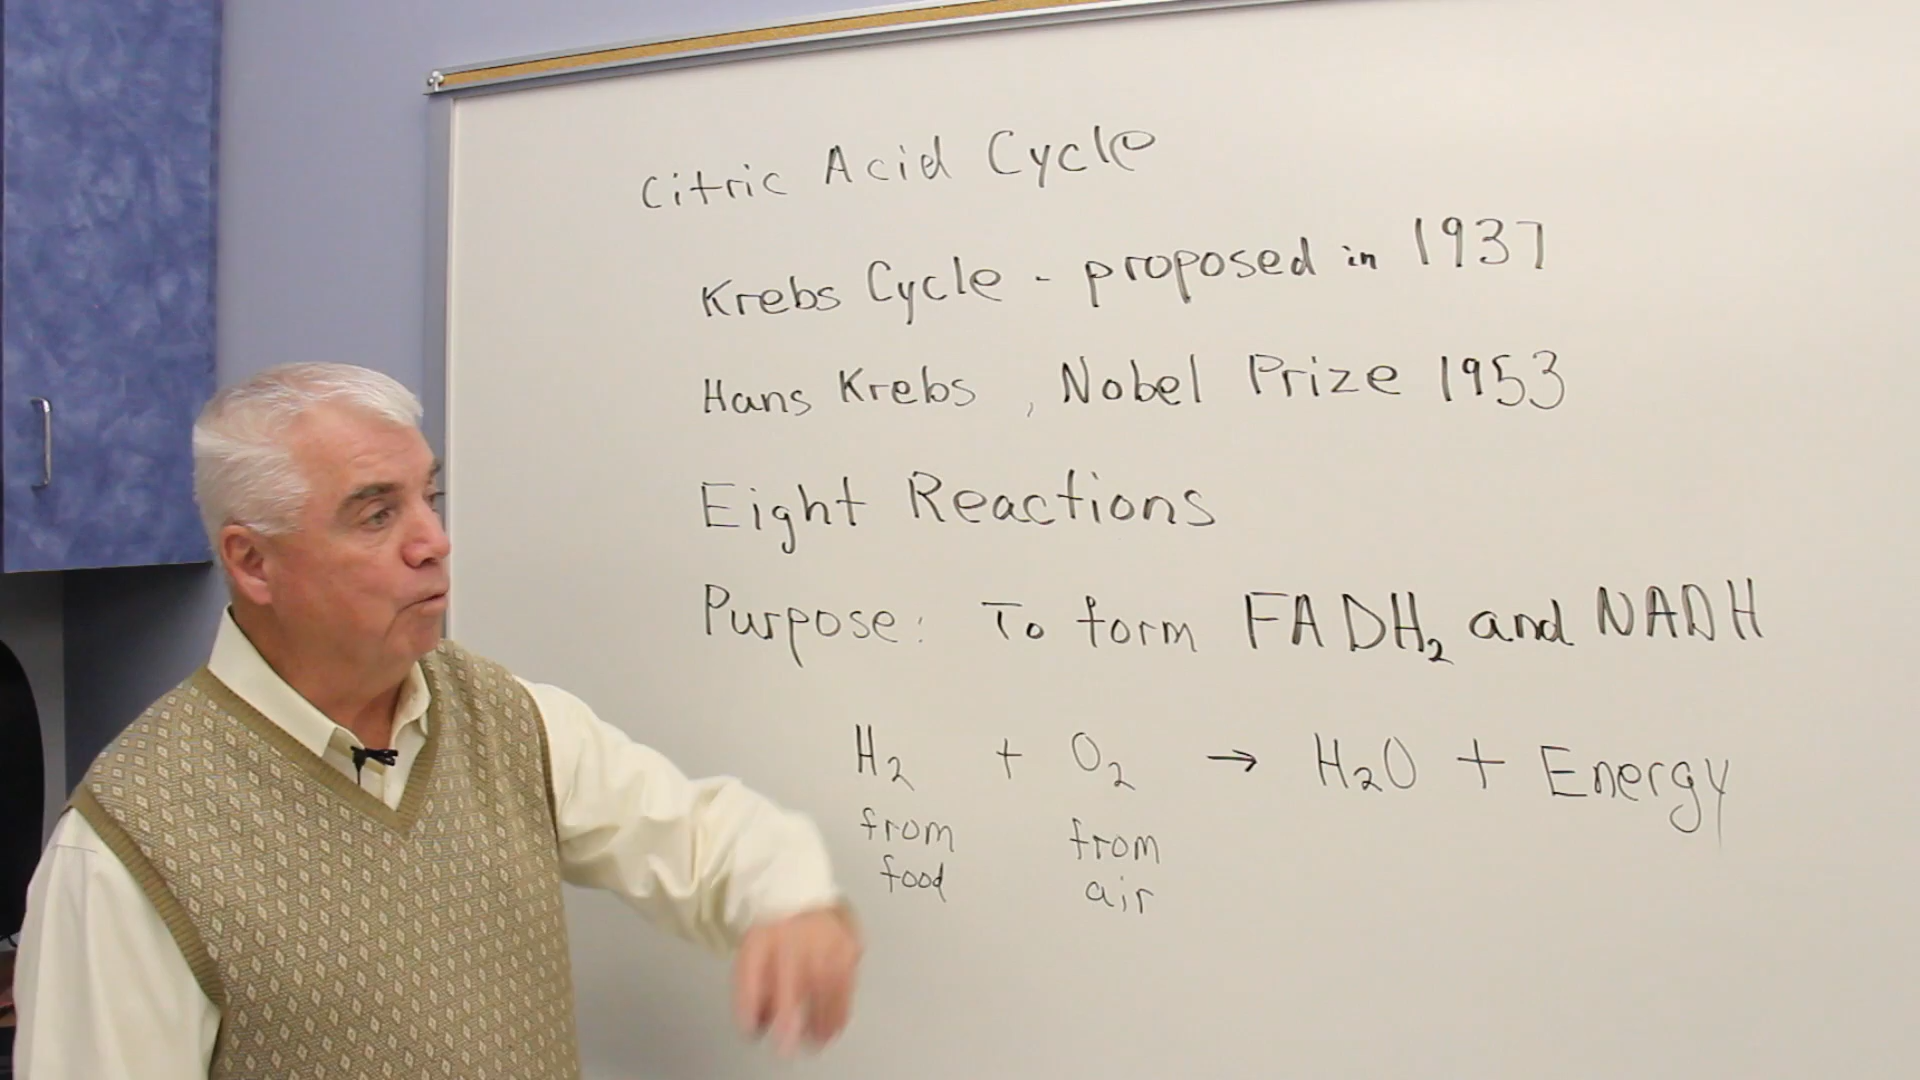 Citric Acid Cycle
Krebs Cycle - proposed in 1937
Hans Krebs , Nobel Prize 1953
Eight Reactions
Purpose: To form FADH₂ and NADH
H₂ + O₂ → H₂O + Energy
from from
food air